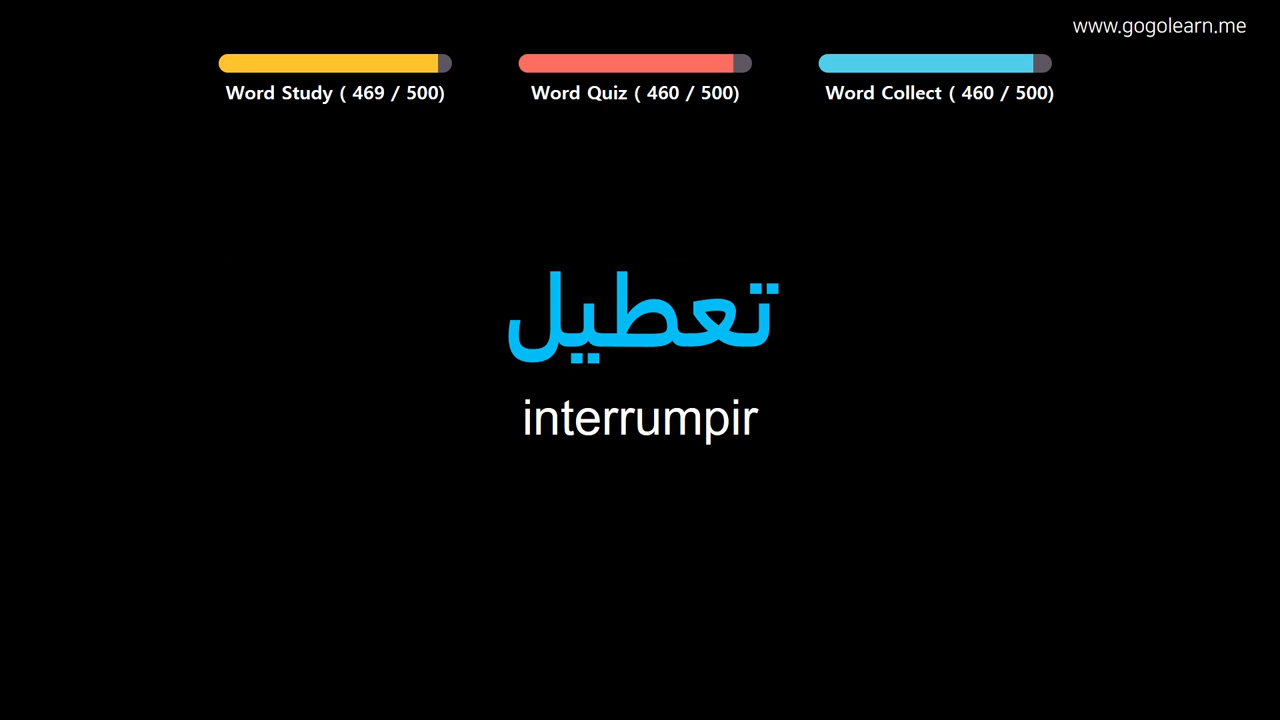 www.gogolearn.me
Word Study ( 469 / 500)
Word Quiz ( 460 / 500)
Word Collect ( 460 / 500)
تعطيل
interrumpir